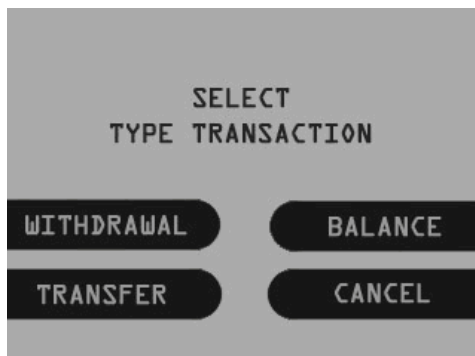 SELECT
TYPE TRANSACTION
WITHDRAWAL
BALANCE
TRANSFER
CANCEL